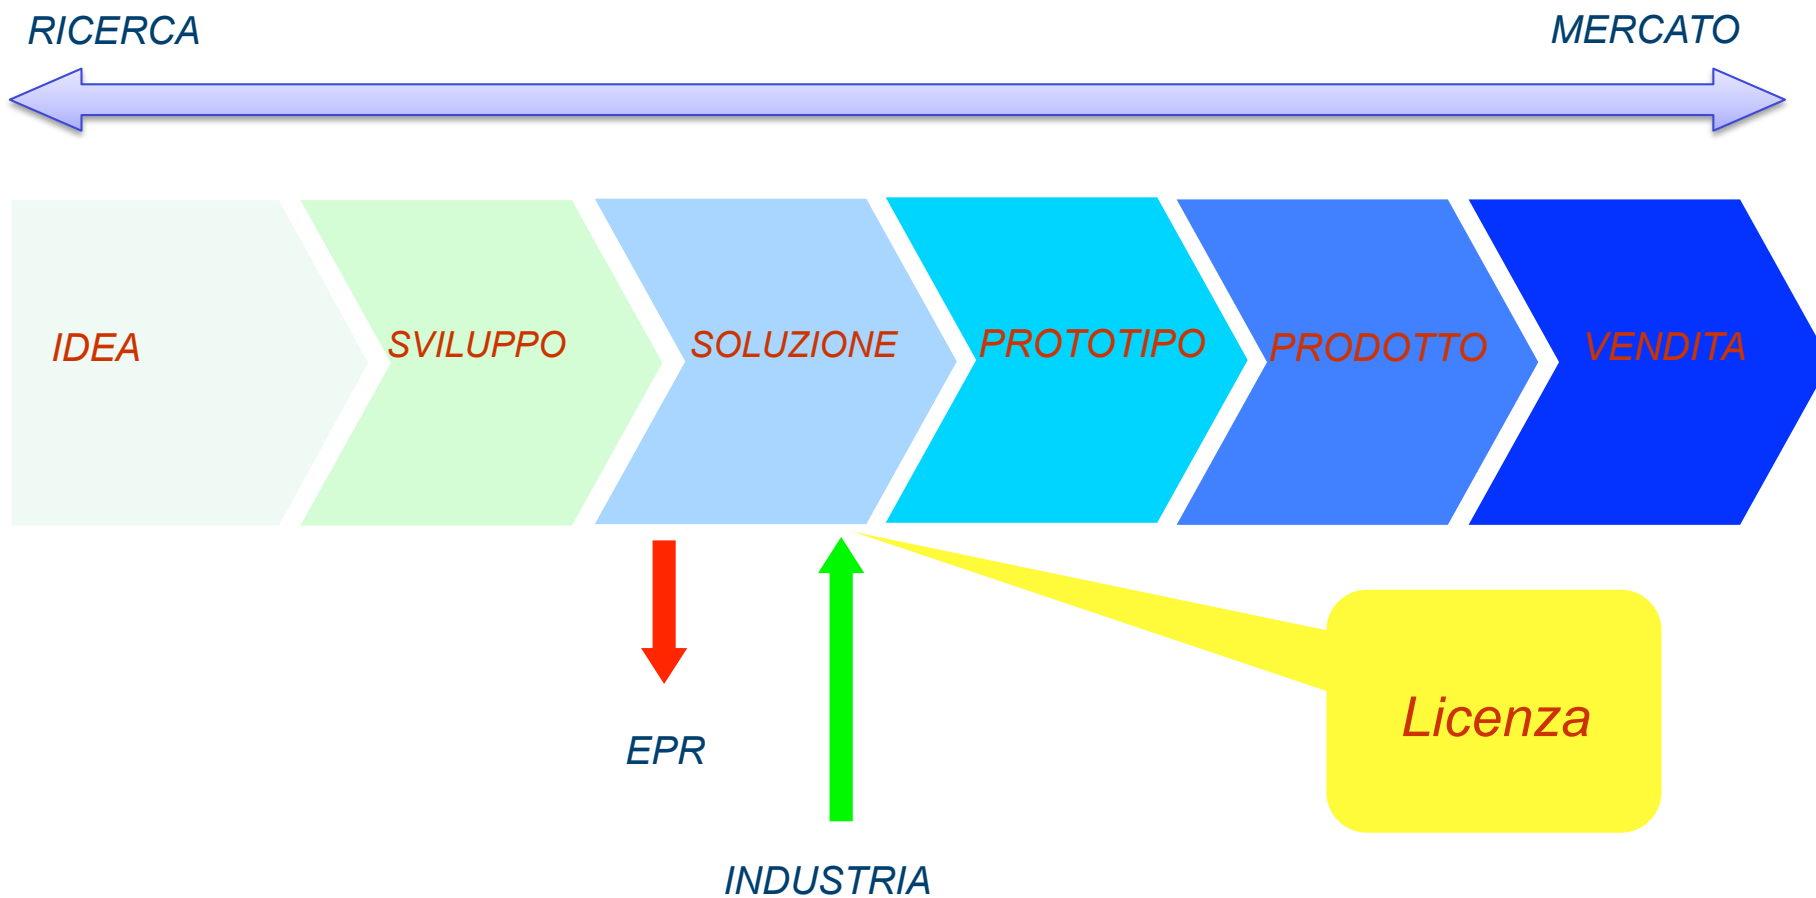 RICERCA
MERCATO
IDEA
SVILUPPO
SOLUZIONE
PROTOTIPO
PRODOTTO
VENDITA
EPR
Licenza
INDUSTRIA